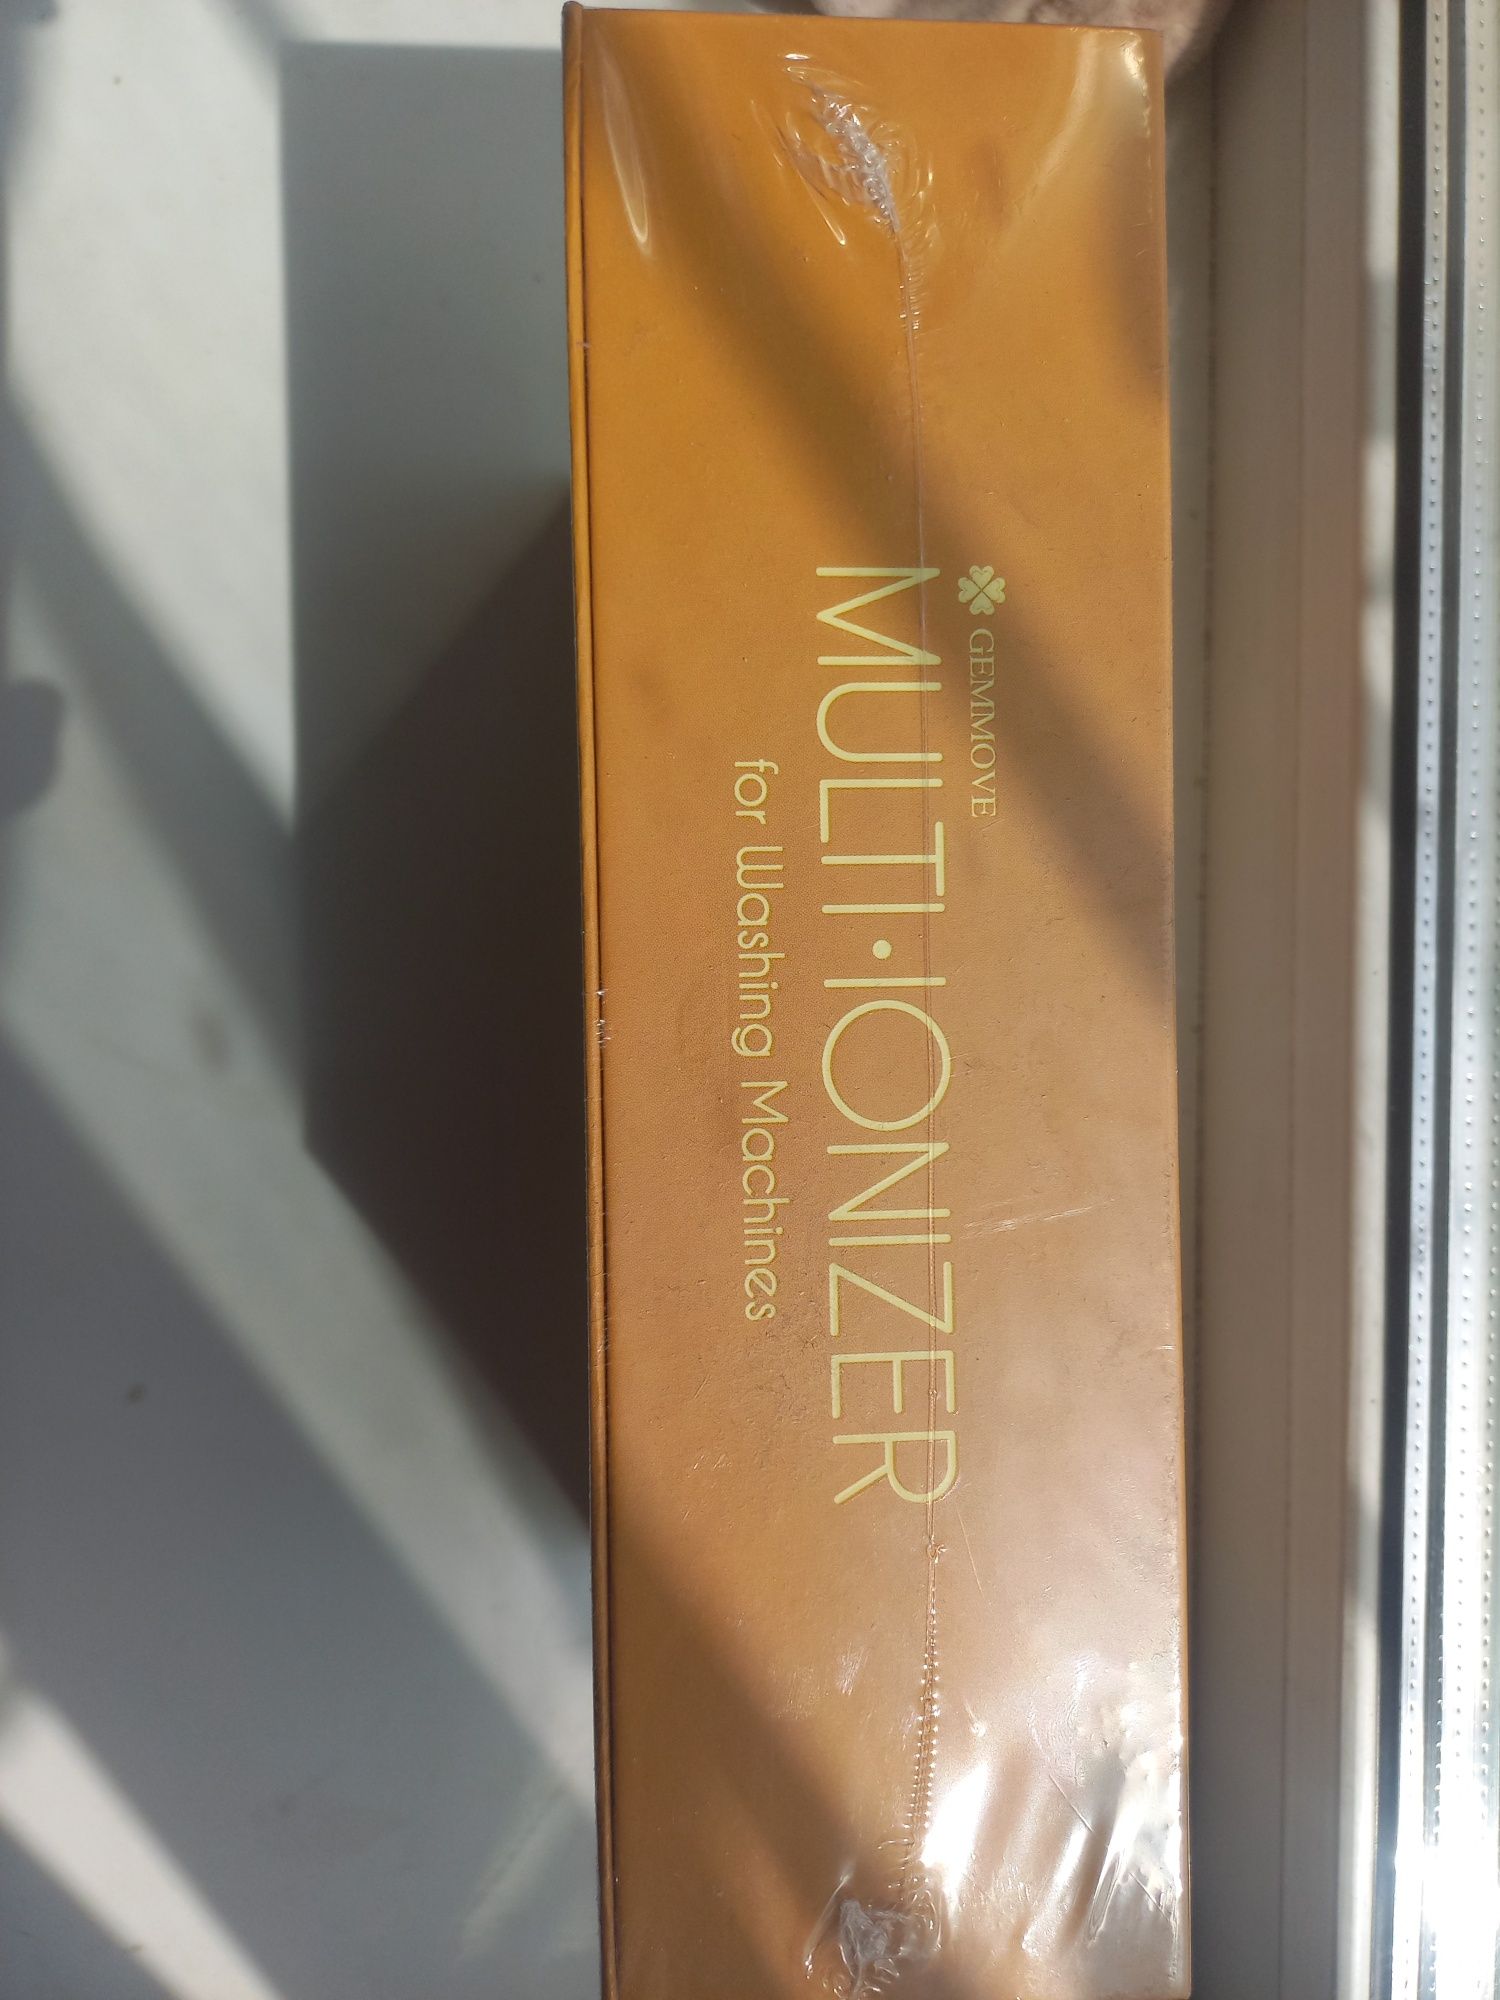 GEMMOVE
MULTI·IONIZER
for Washing Machines